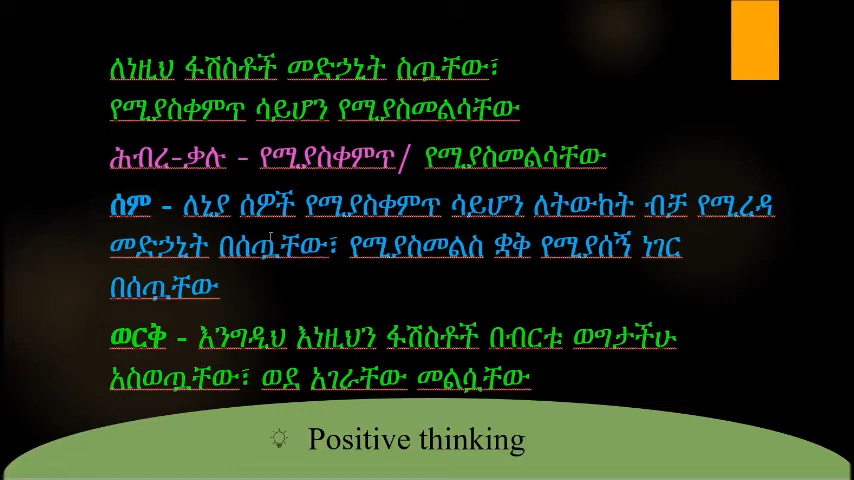 ለነዚህ ፋሽስቶች መድኃኒት ስጧቸው፣
የሚያስቀምጥ ሳይሆን የሚያስመልሳቸው
ሕብረ-ቃሉ - የሚያስቀምጥ/ የሚያስመልሳቸው
ሰም - ለኒያ ሰዎች የሚያስቀምጥ ሳይሆን ለትውከት ብቻ የሚረዳ
መድኃኒት በሰጧቸው፣ የሚያስመልስ ቋቅ የሚያሰኝ ነገር
በሰጧቸው
ወርቅ - እንግዲህ እነዚህን ፋሽስቶች በብርቱ ወግታችሁ
አስወጧቸው፣ ወደ አገራቸው መልሷቸው
Positive thinking